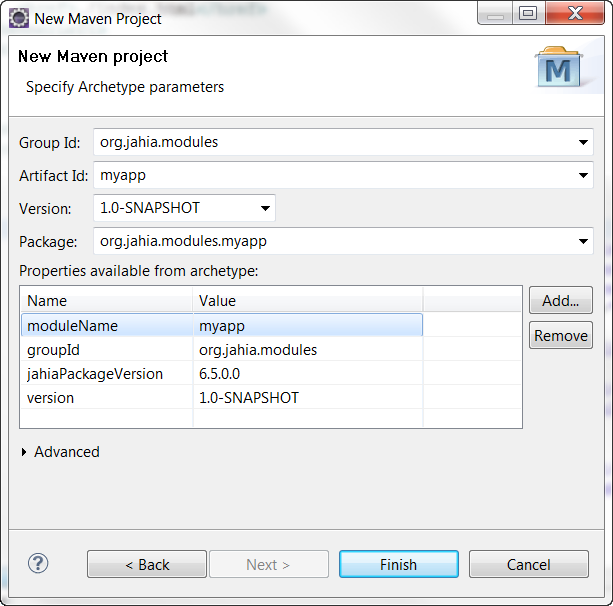 New Maven Project
New Maven project
Specify Archetype parameters
M
Group Id: org.jahia.modules
Artifact Id: myapp
Version: 1.0-SNAPSHOT
Package: org.jahia.modules.myapp
Properties available from archetype:
Name Value
Add...
moduleName myapp
Remove
groupId org.jahia.modules
jahiaPackageVersion 6.5.0.0
version 1.0-SNAPSHOT
Advanced
? < Back Next > Finish Cancel